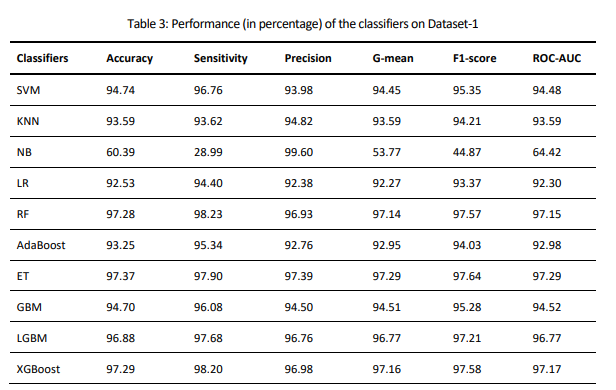 Table 3: Performance (in percentage) of the classifiers on Dataset-1
Classifiers Accuracy Sensitivity Precision G-mean F1-score ROC-AUC
SVM 94.74 96.76 93.98 94.45 95.35 94.48
KNN 93.59 93.62 94.82 93.59 94.21 93.59
NB 60.39 28.99 99.60 53.77 44.87 64.42
LR 92.53 94.40 92.38 92.27 93.37 92.30
RF 97.28 98.23 96.93 97.14 97.57 97.15
AdaBoost 93.25 95.34 92.76 92.95 94.03 92.98
ET 97.37 97.90 97.39 97.29 97.64 97.29
GBM 94.70 96.08 94.50 94.51 95.28 94.52
LGBM 96.88 97.68 96.76 96.77 97.21 96.77
XGBoost 97.29 98.20 96.98 97.16 97.58 97.17